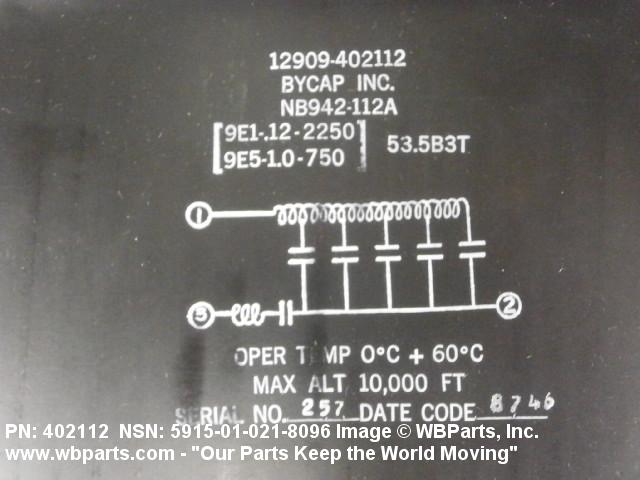 12909-402112
BYCAP INC.
NB942-112A
[9E1-.12-2250]
[9E5-1.0-750] 53.5B3T
1
3 2
OPER TEMP 0°C + 60°C
MAX ALT 10,000 FT
SERIAL NO. 257 DATE CODE 8746
PN: 402112 NSN: 5915-01-021-8096 Image © WBParts, Inc.
www.wbparts.com - "Our Parts Keep the World Moving"